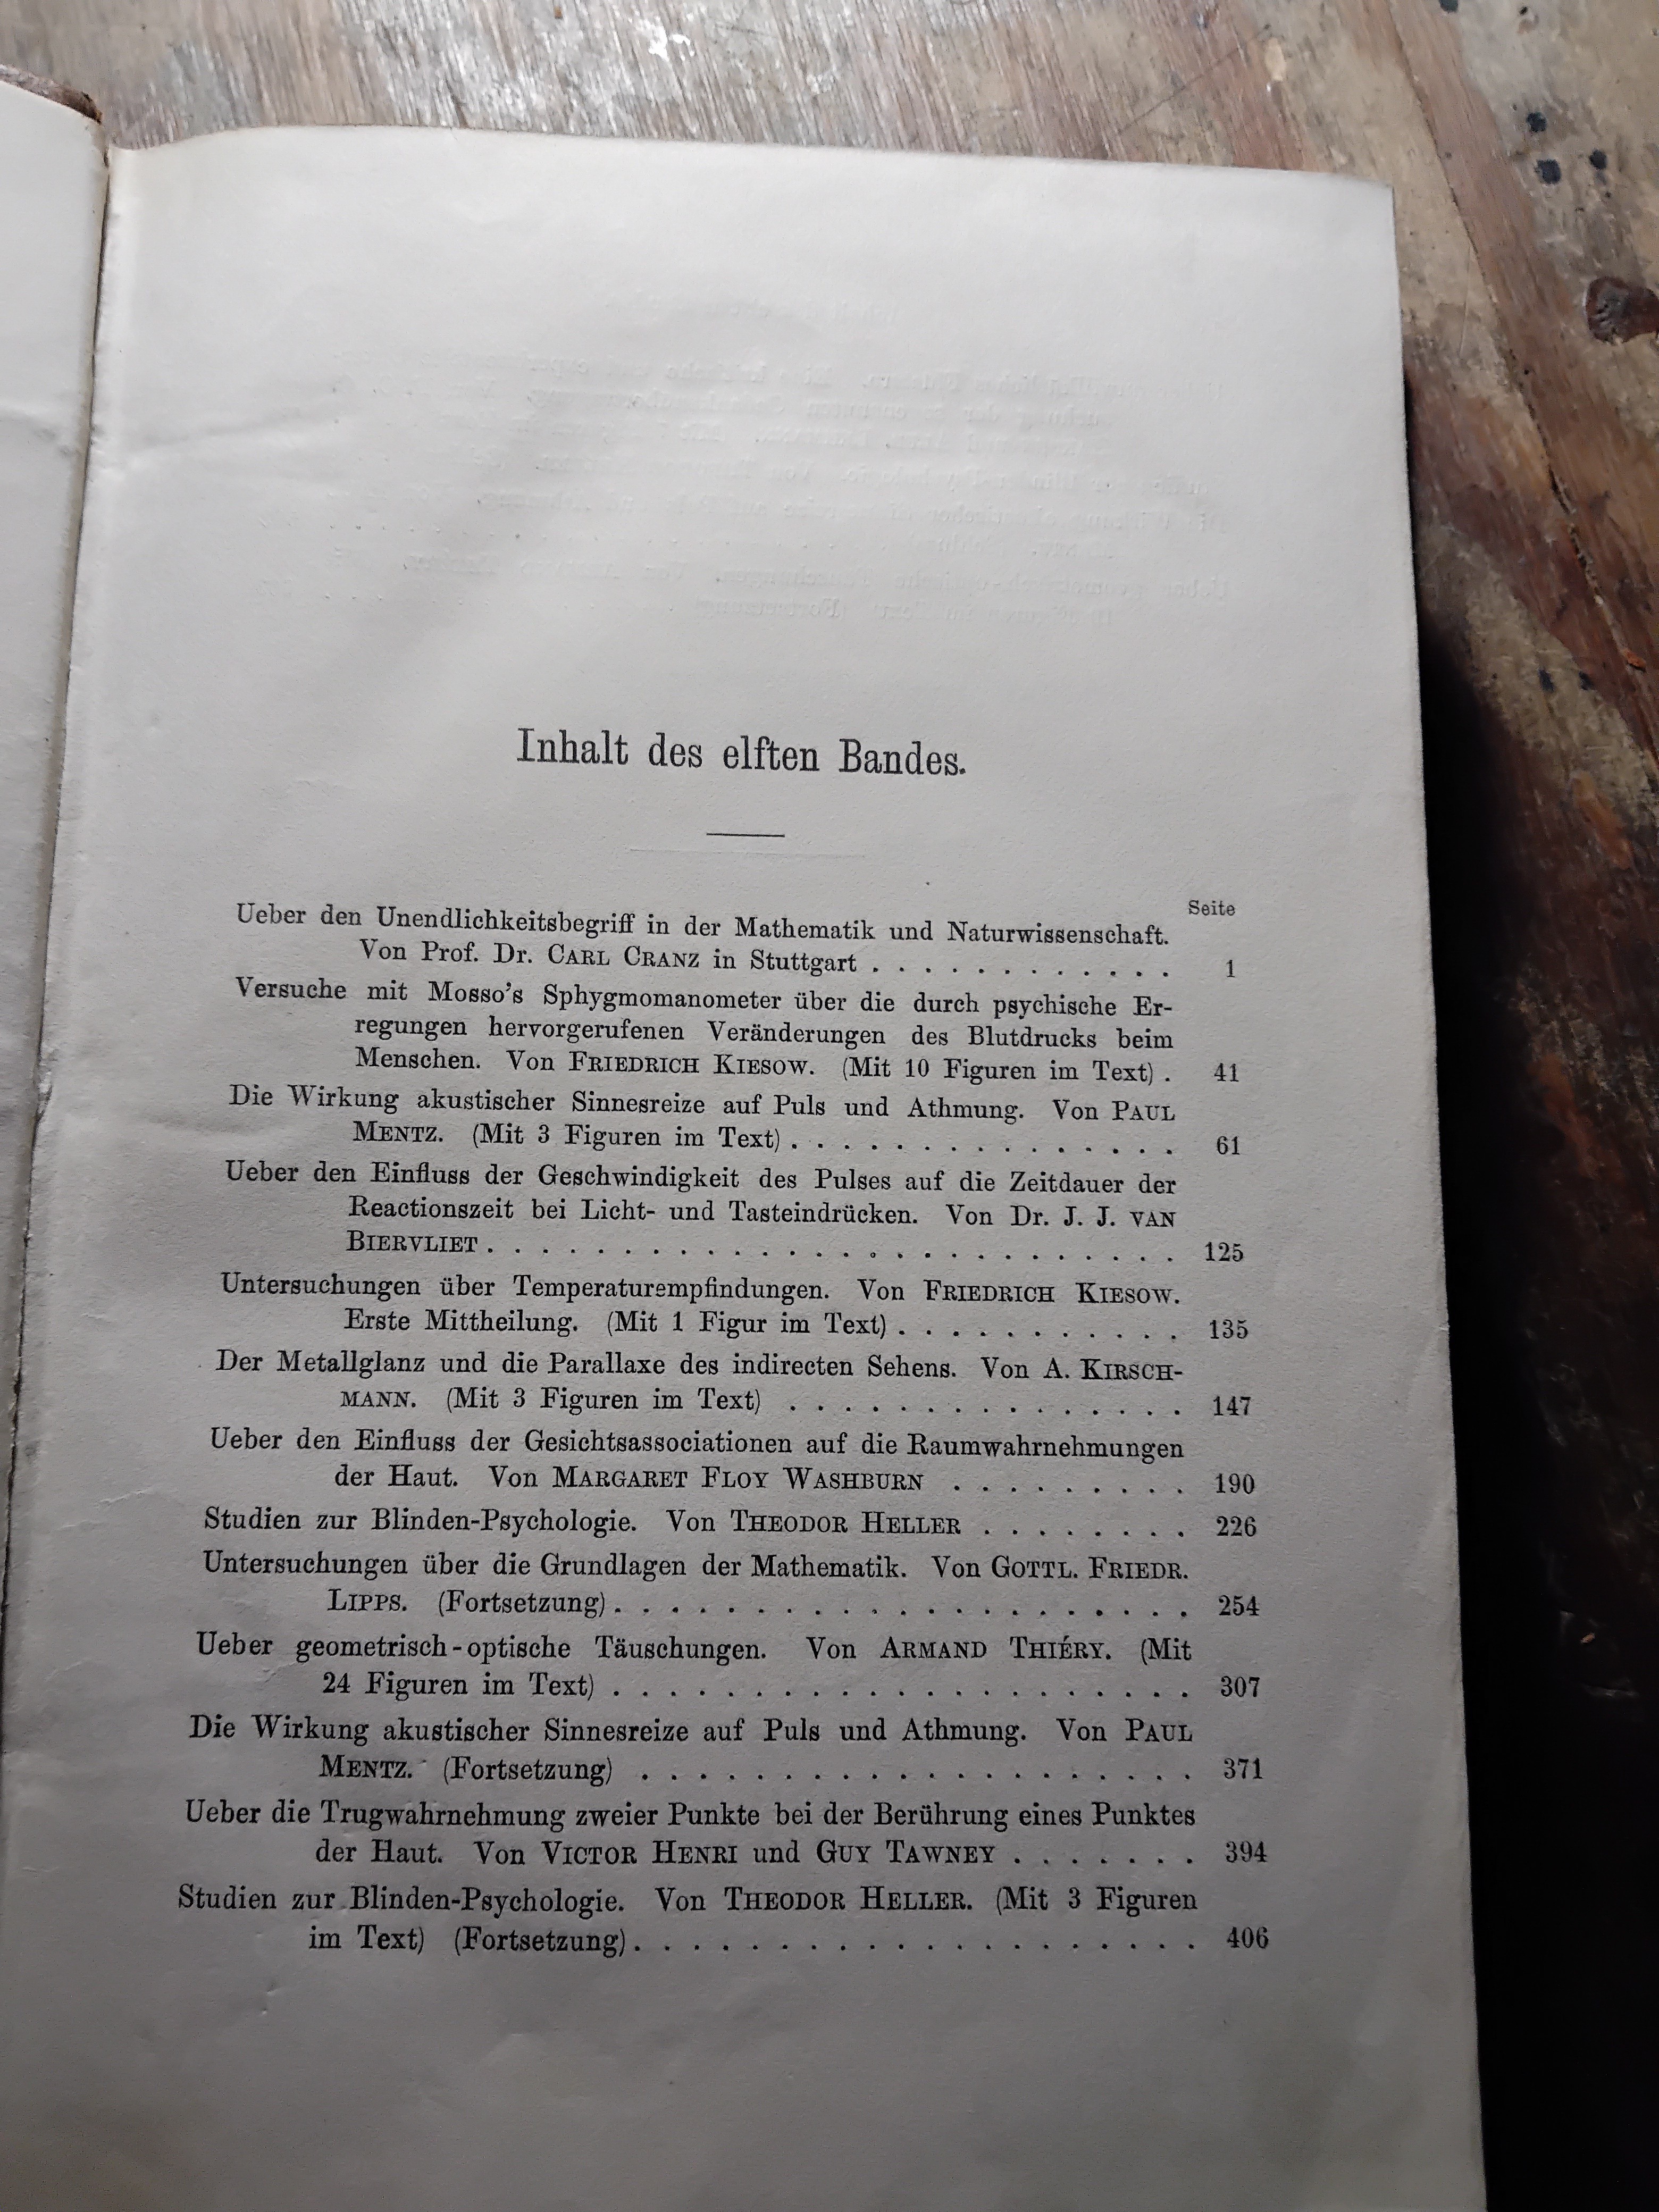 Inhalt des elften Bandes.
Seite
Ueber den Unendlichkeitsbegriff in der Mathematik und Naturwissenschaft.
Von Prof. Dr. CARL CRANZ in Stuttgart . . . . . . . . . . . . 1
Versuche mit Mosso's Sphygmomanometer über die durch psychische Er-
regungen hervorgerufenen Veränderungen des Blutdrucks beim
Menschen. Von FRIEDRICH KIESOW. (Mit 10 Figuren im Text) . 41
Die Wirkung akustischer Sinnesreize auf Puls und Athmung. Von PAUL
MENTZ. (Mit 3 Figuren im Text) . . . . . . . . . . . . . . . 61
Ueber den Einfluss der Geschwindigkeit des Pulses auf die Zeitdauer der
Reactionszeit bei Licht- und Tasteindrücken. Von Dr. J. J. VAN
BIERVLIET . . . . . . . . . . . . . . . . . . . . . . . . . . 125
Untersuchungen über Temperaturempfindungen. Von FRIEDRICH KIESOW.
Erste Mittheilung. (Mit 1 Figur im Text) . . . . . . . . . . . 135
Der Metallglanz und die Parallaxe des indirecten Sehens. Von A. KIRSCH-
MANN. (Mit 3 Figuren im Text) . . . . . . . . . . . . . . . 147
Ueber den Einfluss der Gesichtsassociationen auf die Raumwahrnehmungen
der Haut. Von MARGARET FLOY WASHBURN . . . . . . . . . 190
Studien zur Blinden-Psychologie. Von THEODOR HELLER . . . . . . . . 226
Untersuchungen über die Grundlagen der Mathematik. Von GOTTL. FRIEDR.
LIPPS. (Fortsetzung) . . . . . . . . . . . . . . . . . . . . . 254
Ueber geometrisch-optische Täuschungen. Von ARMAND THIÉRY. (Mit
24 Figuren im Text) . . . . . . . . . . . . . . . . . . . . . 307
Die Wirkung akustischer Sinnesreize auf Puls und Athmung. Von PAUL
MENTZ. (Fortsetzung) . . . . . . . . . . . . . . . . . . . . 371
Ueber die Trugwahrnehmung zweier Punkte bei der Berührung eines Punktes
der Haut. Von VICTOR HENRI und GUY TAWNEY . . . . . . . 394
Studien zur Blinden-Psychologie. Von THEODOR HELLER. (Mit 3 Figuren
im Text) (Fortsetzung) . . . . . . . . . . . . . . . . . . . . . 406